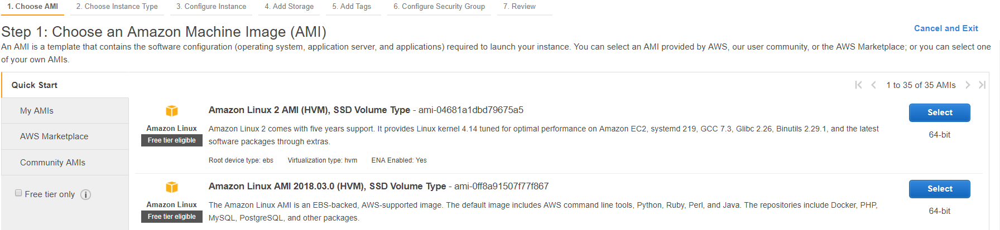 1. Choose AMI 2. Choose Instance Type 3. Configure Instance 4. Add Storage 5. Add Tags 6. Configure Security Group 7. Review
Step 1: Choose an Amazon Machine Image (AMI)
Cancel and Exit
An AMI is a template that contains the software configuration (operating system, application server, and applications) required to launch your instance. You can select an AMI provided by AWS, our user community, or the AWS Marketplace; or you can select one
of your own AMIs.
Quick Start
1 to 35 of 35 AMIs
My AMIs
AWS Marketplace
Community AMIs
Free tier only
Amazon Linux
Free tier eligible
Amazon Linux 2 AMI (HVM), SSD Volume Type - ami-04681a1dbd79675a5
Amazon Linux 2 comes with five years support. It provides Linux kernel 4.14 tuned for optimal performance on Amazon EC2, systemd 219, GCC 7.3, Glibc 2.26, Binutils 2.29.1, and the latest
software packages through extras.
Root device type: ebs Virtualization type: hvm ENA Enabled: Yes
Select
64-bit
Amazon Linux
Free tier eligible
Amazon Linux AMI 2018.03.0 (HVM), SSD Volume Type - ami-0ff8a91507f77f867
The Amazon Linux AMI is an EBS-backed, AWS-supported image. The default image includes AWS command line tools, Python, Ruby, Perl, and Java. The repositories include Docker, PHP,
MySQL, PostgreSQL, and other packages.
Select
64-bit